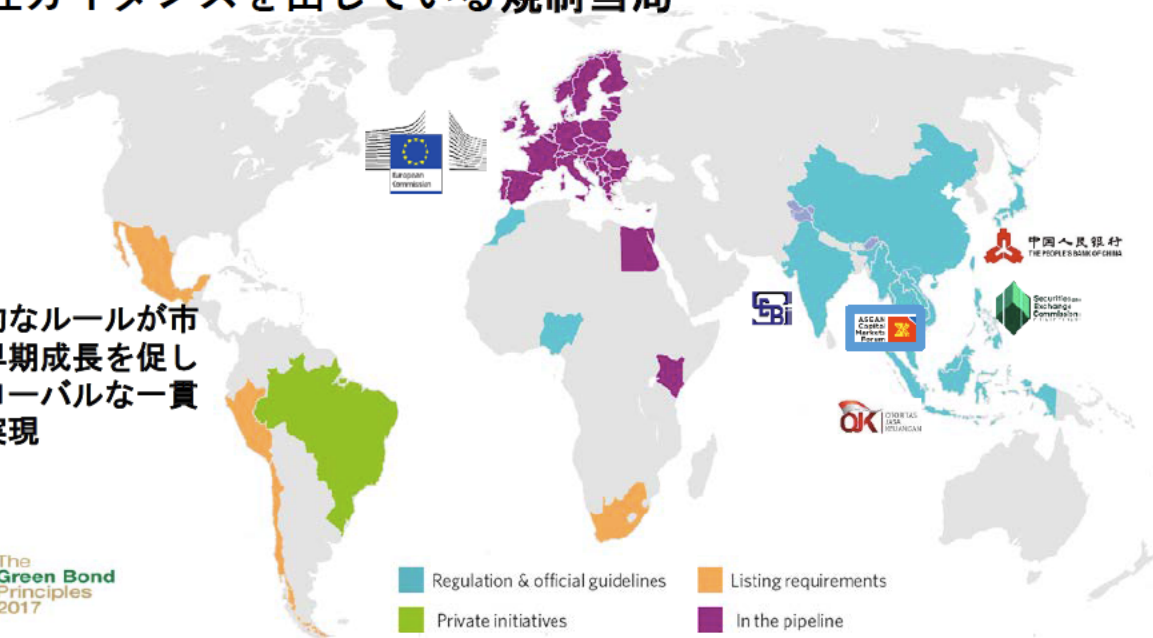 ガイダンスを出している規制当局
なルールが市
早期成長を促し
ローバルな一貫
実現
European
Commission
中国人民银行
THE PEOPLE'S BANK OF CHINA
SEBI
ASEAN
Capital
Markets
Forum
Securities and
Exchange
Commission
OJK
OTORITAS
JASA
KEUANGAN
The
Green Bond
Principles
2017
Regulation & official guidelines
Listing requirements
Private initiatives
In the pipeline